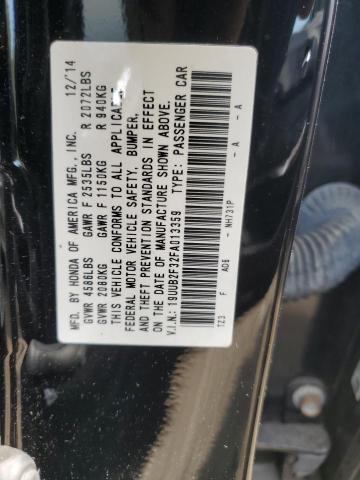 MFD. BY HONDA OF AMERICA MFG., INC. 12/'14
GVWR 4586LBS GAWR F 2535LBS R 2072LBS
GVWR 2080KG GAWR F 1150KG R 940KG
THIS VEHICLE CONFORMS TO ALL APPLICABLE
FEDERAL MOTOR VEHICLE SAFETY, BUMPER,
AND THEFT PREVENTION STANDARDS IN EFFECT
ON THE DATE OF MANUFACTURE SHOWN ABOVE.
V.I.N.: 19UUB2F32FA013359 TYPE: PASSENGER CAR
NH731P A - A
TZ3 F AD6 A